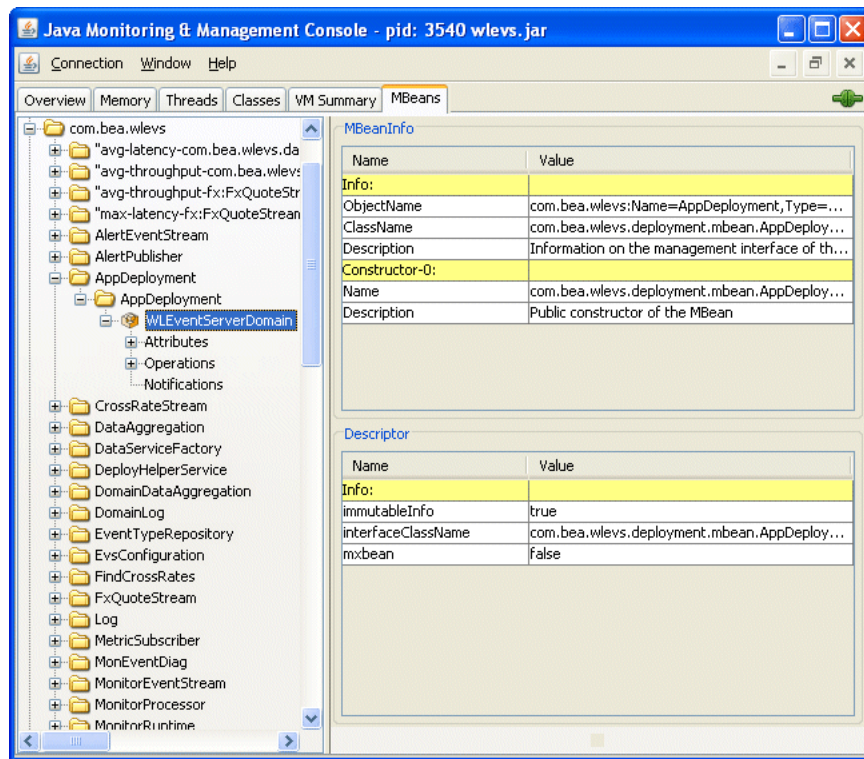 Java Monitoring & Management Console - pid: 3540 wlevs.jar
Connection Window Help
Overview Memory Threads Classes VM Summary MBeans
com.bea.wlevs
"avg-latency-com.bea.wlevs.da
"avg-throughput-com.bea.wlevs
"avg-throughput-fx:FxQuoteStr
"max-latency-fx:FxQuoteStrean
AlertEventStream
AlertPublisher
AppDeployment
AppDeployment
WLEventServerDomain
Attributes
Operations
Notifications
CrossRateStream
DataAggregation
DataServiceFactory
DeployHelperService
DomainDataAggregation
DomainLog
EventTypeRepository
EvsConfiguration
FindCrossRates
FxQuoteStream
Log
MetricSubscriber
MonEventDiag
MonitorEventStream
MonitorProcessor
MonitorRuntime
MBeanInfo
Name Value
Info:
ObjectName com.bea.wlevs:Name=AppDeployment,Type=...
ClassName com.bea.wlevs.deployment.mbean.AppDeploy...
Description Information on the management interface of th...
Constructor-0:
Name com.bea.wlevs.deployment.mbean.AppDeploy...
Description Public constructor of the MBean
Descriptor
Name Value
Info:
immutableInfo true
interfaceClassName com.bea.wlevs.deployment.mbean.AppDeploy...
mxbean false